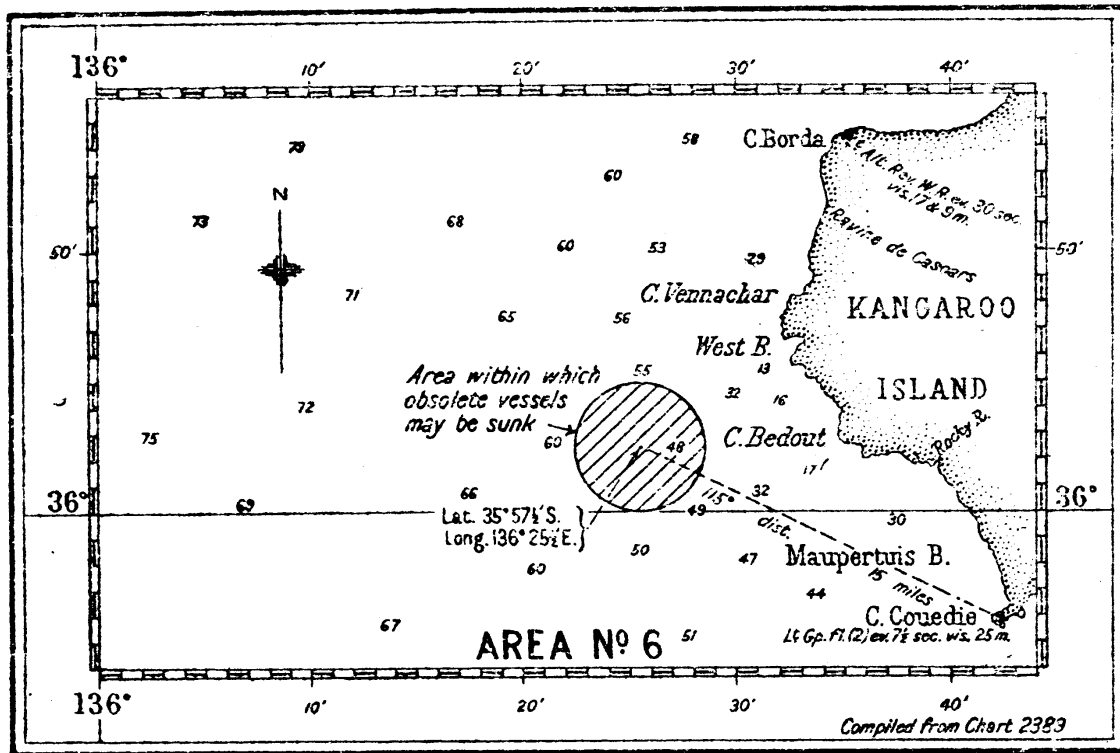 136°
10'
20'
30'
40'
58
C. Borda
Alt. Rev. W.R. ev. 30 sec.
vis. 17 & 9 m.
79
60
N
73
68
Ravine de Casoars
50'
60
53
29
50'
71
C. Vennachar
KANGAROO
65
56
West B.
55
13
Area within which
obsolete vessels
may be sunk
32
16
ISLAND
72
75
60
48
C. Bedout
Rocky R.
17
36°
69
66
115°
32
36°
Lat. 35° 57½' S.
Long. 136° 25½' E.
49
dist.
30
50
60
47
Maupertuis B.
15
miles
44
C. Couedie
Lt. Gp. Fl. (2) ev. 7½ sec. vis. 25 m.
67
AREA Nº 6
51
136°
10'
20'
30'
40'
Compiled from Chart 2383